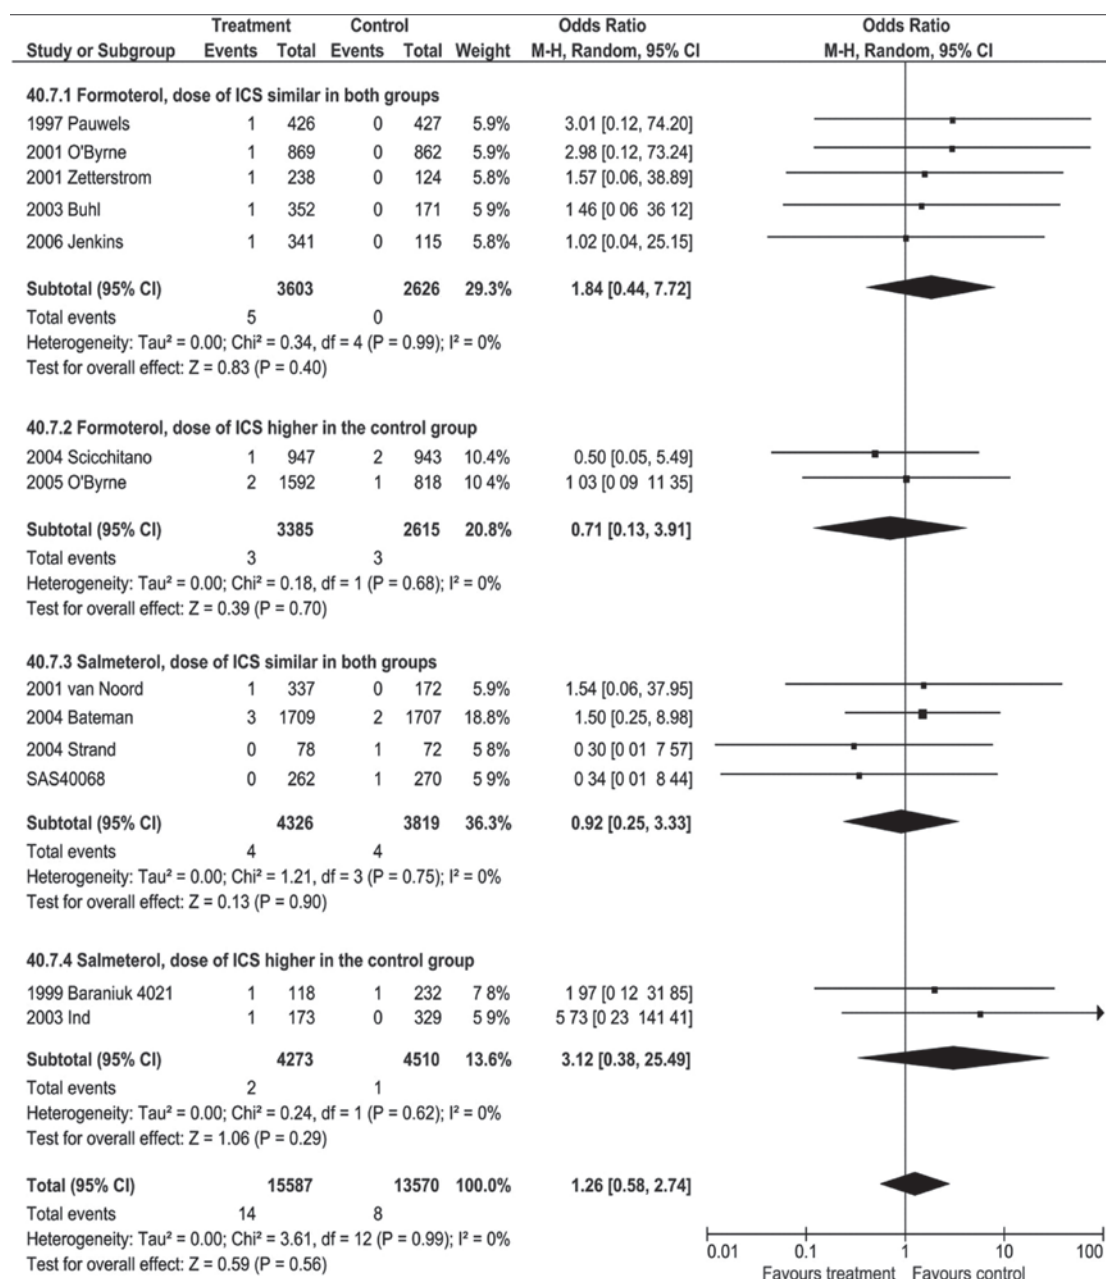 Treatment Control Odds Ratio Odds Ratio
Study or Subgroup Events Total Events Total Weight M-H, Random, 95% CI M-H, Random, 95% CI
40.7.1 Formoterol, dose of ICS similar in both groups
1997 Pauwels 1 426 0 427 5.9% 3.01 [0.12, 74.20]
2001 O'Byrne 1 869 0 862 5.9% 2.98 [0.12, 73.24]
2001 Zetterstrom 1 238 0 124 5.8% 1.57 [0.06, 38.89]
2003 Buhl 1 352 0 171 5 9% 1 46 [0 06 36 12]
2006 Jenkins 1 341 0 115 5.8% 1.02 [0.04, 25.15]
Subtotal (95% CI) 3603 2626 29.3% 1.84 [0.44, 7.72]
Total events 5 0
Heterogeneity: Tau² = 0.00; Chi² = 0.34, df = 4 (P = 0.99); I² = 0%
Test for overall effect: Z = 0.83 (P = 0.40)
40.7.2 Formoterol, dose of ICS higher in the control group
2004 Scicchitano 1 947 2 943 10.4% 0.50 [0.05, 5.49]
2005 O'Byrne 2 1592 1 818 10 4% 1 03 [0 09 11 35]
Subtotal (95% CI) 3385 2615 20.8% 0.71 [0.13, 3.91]
Total events 3 3
Heterogeneity: Tau² = 0.00; Chi² = 0.18, df = 1 (P = 0.68); I² = 0%
Test for overall effect: Z = 0.39 (P = 0.70)
40.7.3 Salmeterol, dose of ICS similar in both groups
2001 van Noord 1 337 0 172 5.9% 1.54 [0.06, 37.95]
2004 Bateman 3 1709 2 1707 18.8% 1.50 [0.25, 8.98]
2004 Strand 0 78 1 72 5 8% 0 30 [0 01 7 57]
SAS40068 0 262 1 270 5 9% 0 34 [0 01 8 44]
Subtotal (95% CI) 4326 3819 36.3% 0.92 [0.25, 3.33]
Total events 4 4
Heterogeneity: Tau² = 0.00; Chi² = 1.21, df = 3 (P = 0.75); I² = 0%
Test for overall effect: Z = 0.13 (P = 0.90)
40.7.4 Salmeterol, dose of ICS higher in the control group
1999 Baraniuk 4021 1 118 1 232 7 8% 1 97 [0 12 31 85]
2003 Ind 1 173 0 329 5 9% 5 73 [0 23 141 41]
Subtotal (95% CI) 4273 4510 13.6% 3.12 [0.38, 25.49]
Total events 2 1
Heterogeneity: Tau² = 0.00; Chi² = 0.24, df = 1 (P = 0.62); I² = 0%
Test for overall effect: Z = 1.06 (P = 0.29)
Total (95% CI) 15587 13570 100.0% 1.26 [0.58, 2.74]
Total events 14 8
Heterogeneity: Tau² = 0.00; Chi² = 3.61, df = 12 (P = 0.99); I² = 0%
Test for overall effect: Z = 0.59 (P = 0.56)
0.01 0.1 1 10 100
Favours treatment Favours control